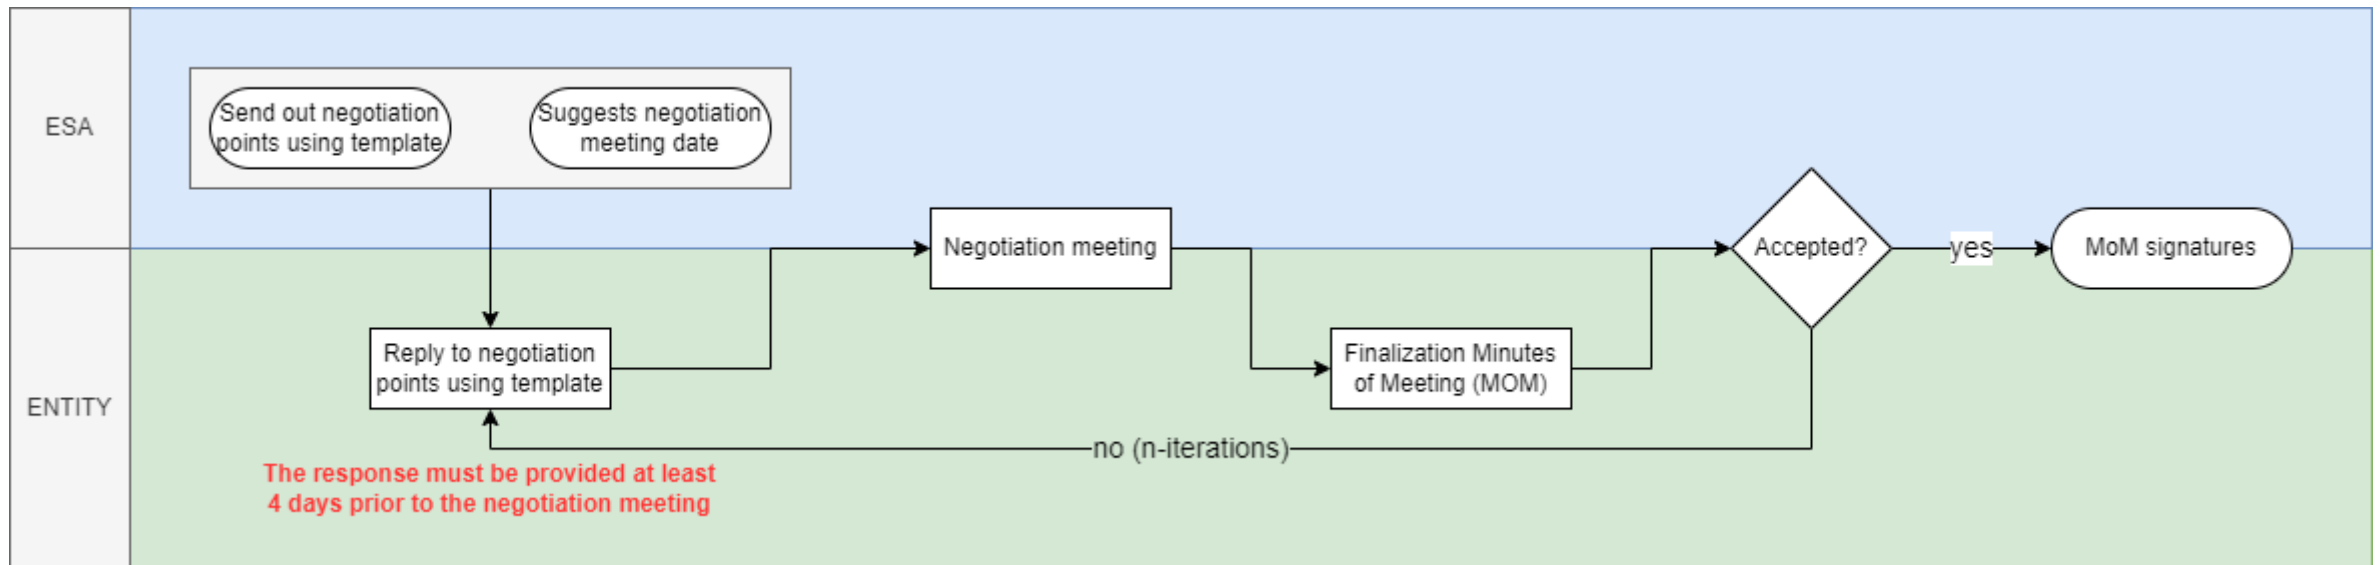 ESA
Send out negotiation
points using template
Suggests negotiation
meeting date
Negotiation meeting
Accepted?
yes
MoM signatures
ENTITY
Reply to negotiation
points using template
Finalization Minutes
of Meeting (MOM)
no (n-iterations)
The response must be provided at least
4 days prior to the negotiation meeting